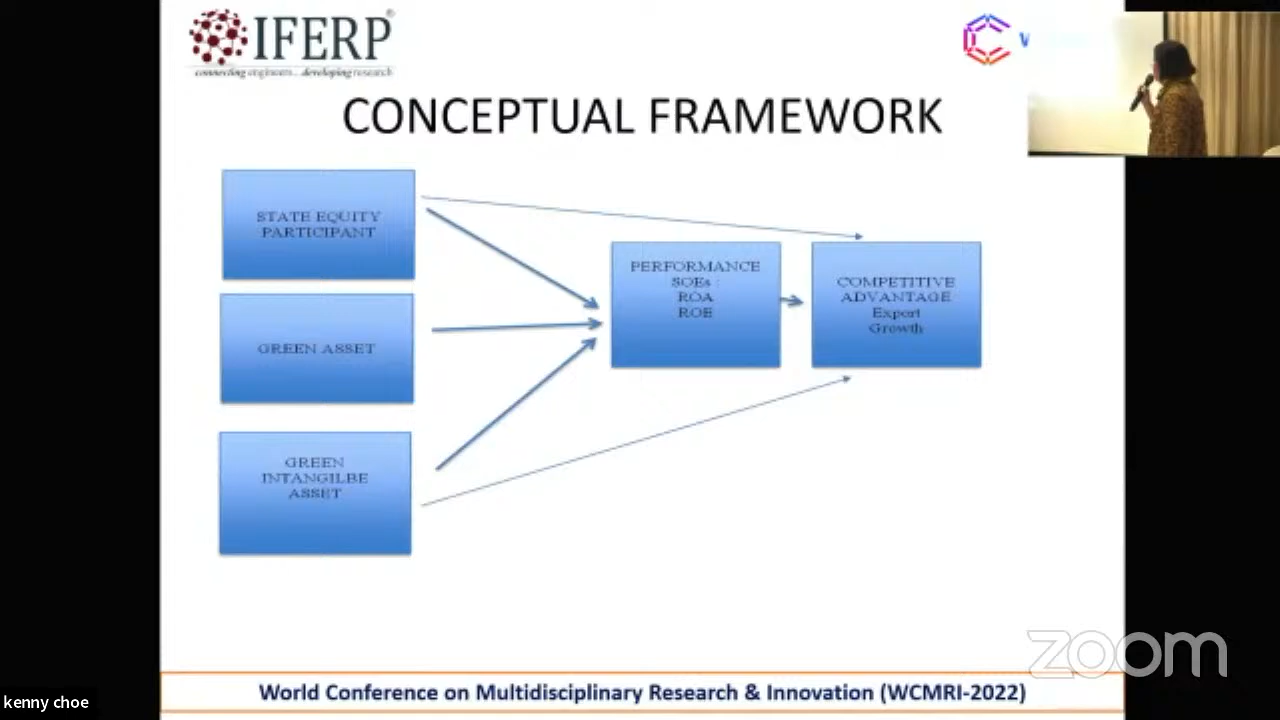 IFERP®
connecting engineers... developing research
CONCEPTUAL FRAMEWORK
STATE EQUITY
PARTICIPANT
GREEN ASSET
GREEN
INTANGILBE
ASSET
PERFORMANCE
SOEs :
ROA
ROE
COMPETITIVE
ADVANTAGE
Export
Growth
World Conference on Multidisciplinary Research & Innovation (WCMRI-2022)
zoom
kenny choe